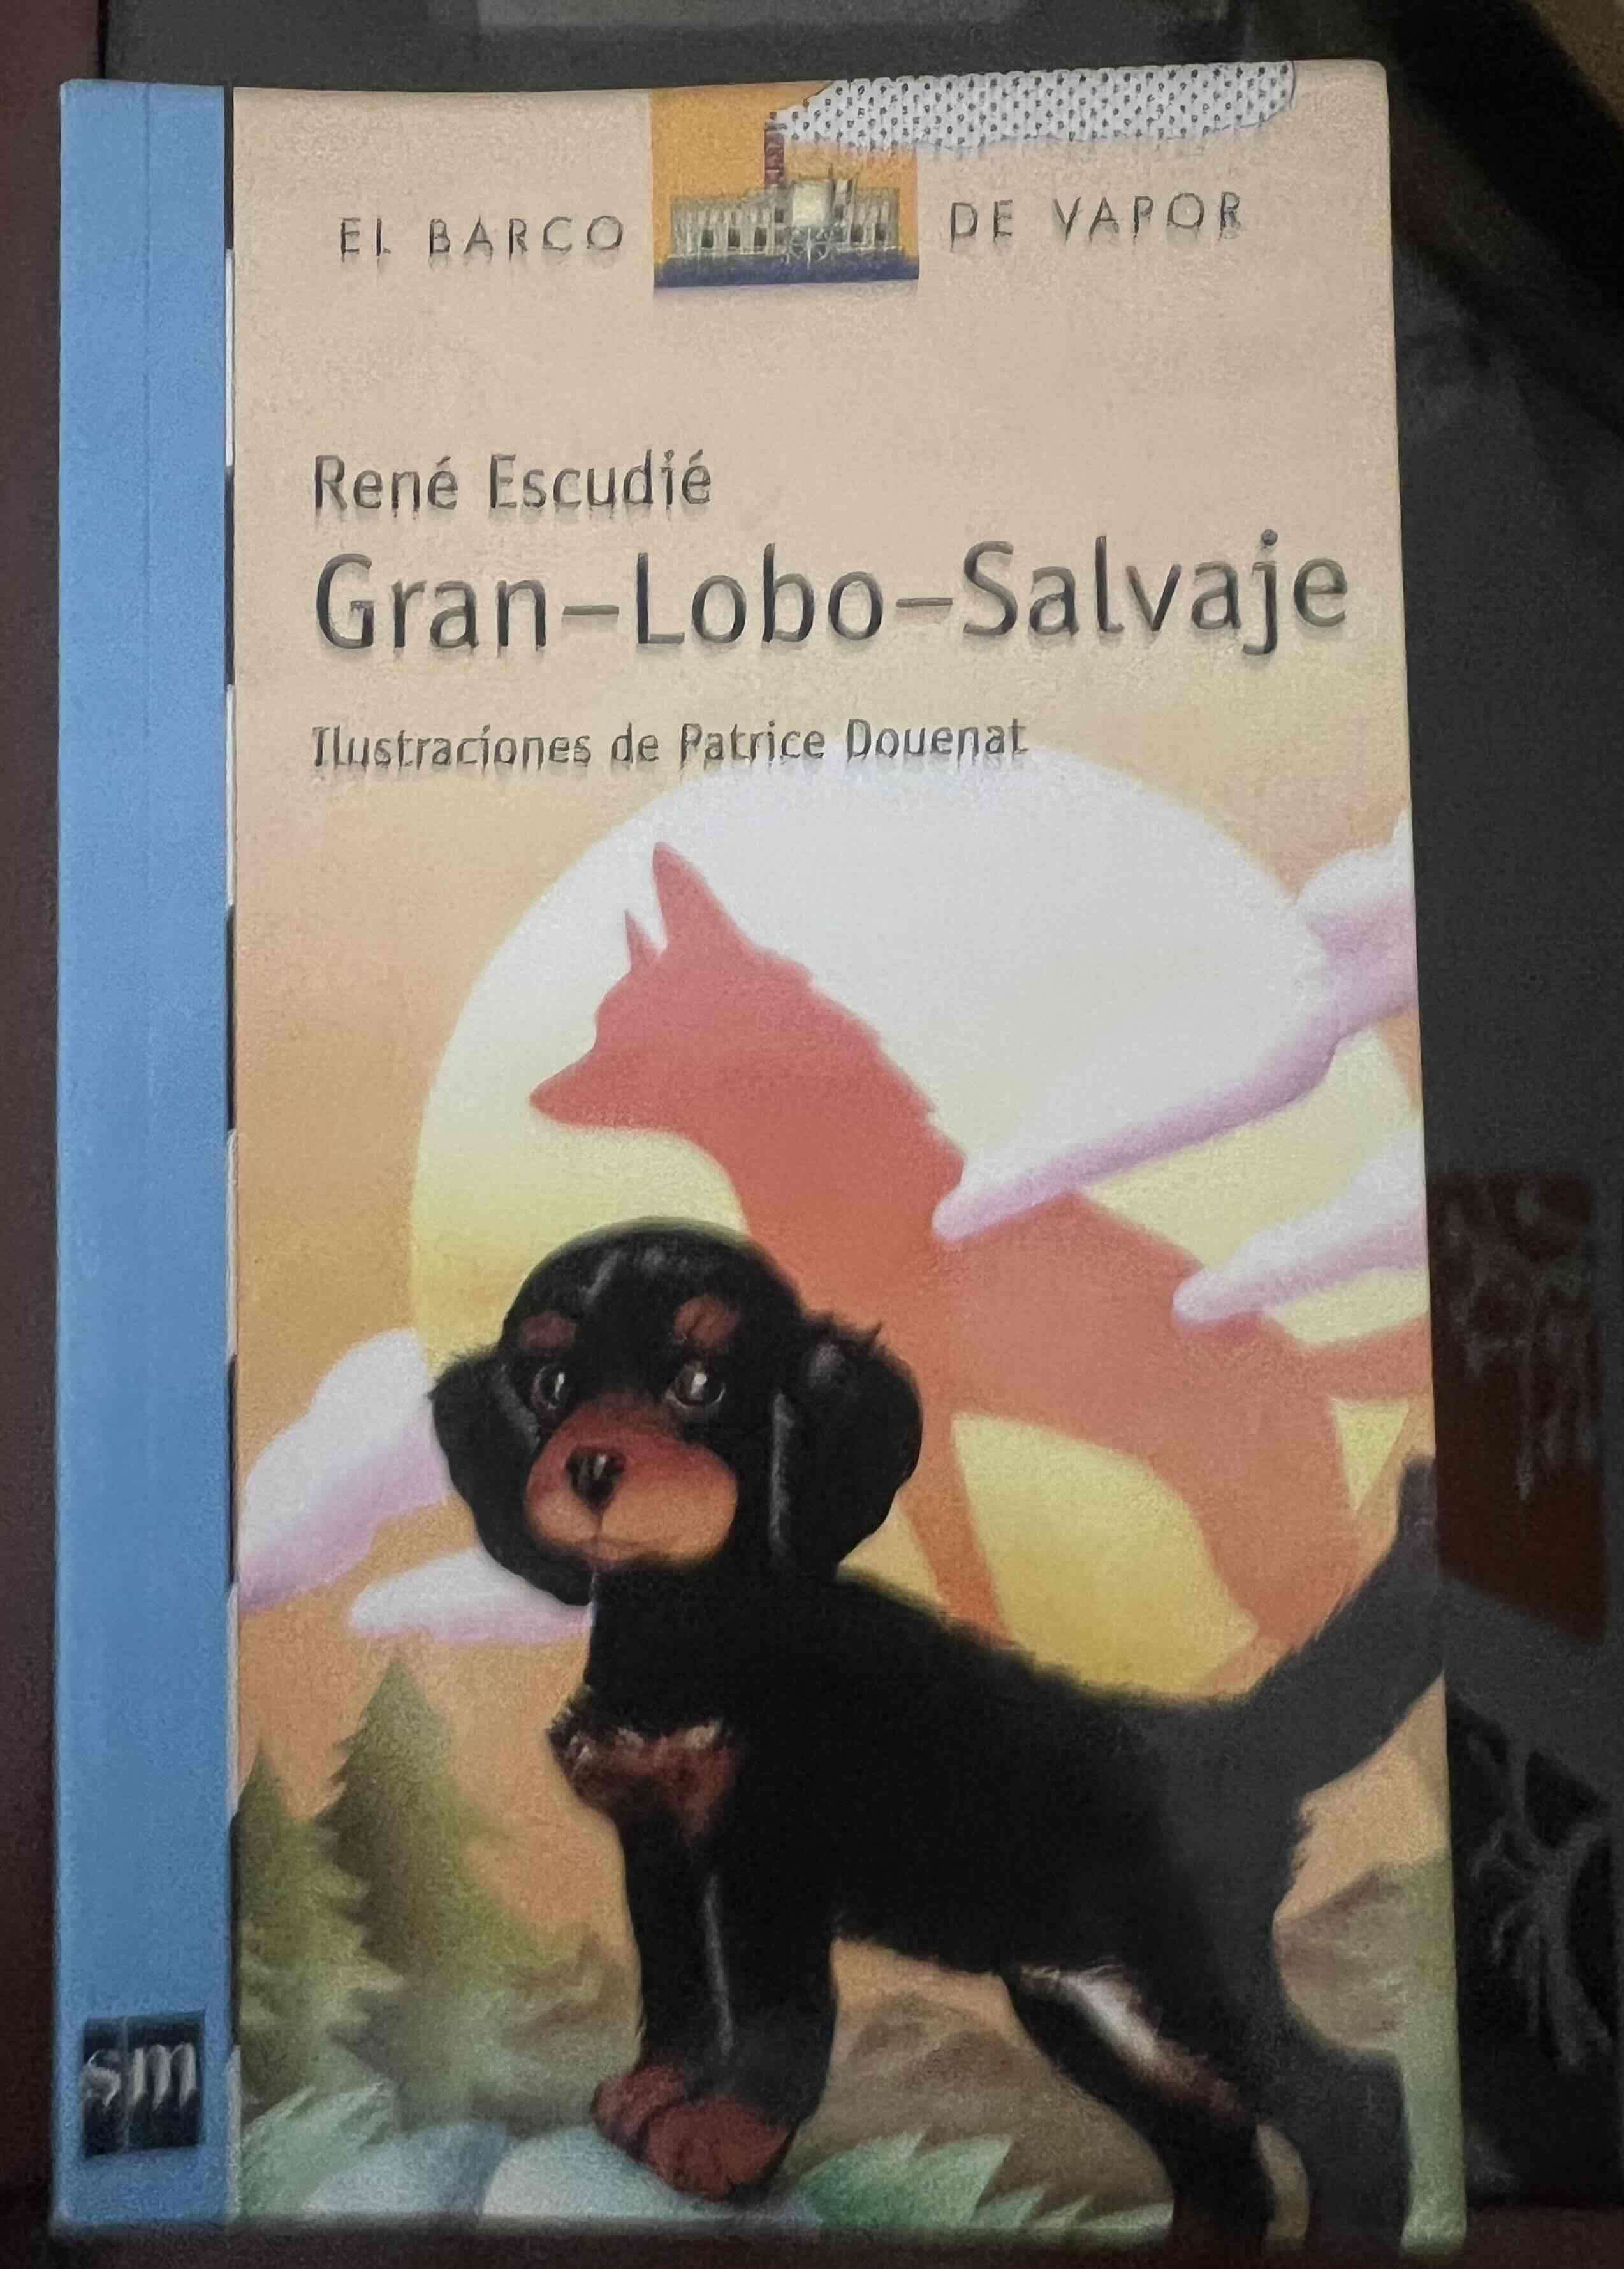 EL BARCO DE VAPOR
René Escudié
Gran-Lobo-Salvaje
Ilustraciones de Patrice Douenat
sm